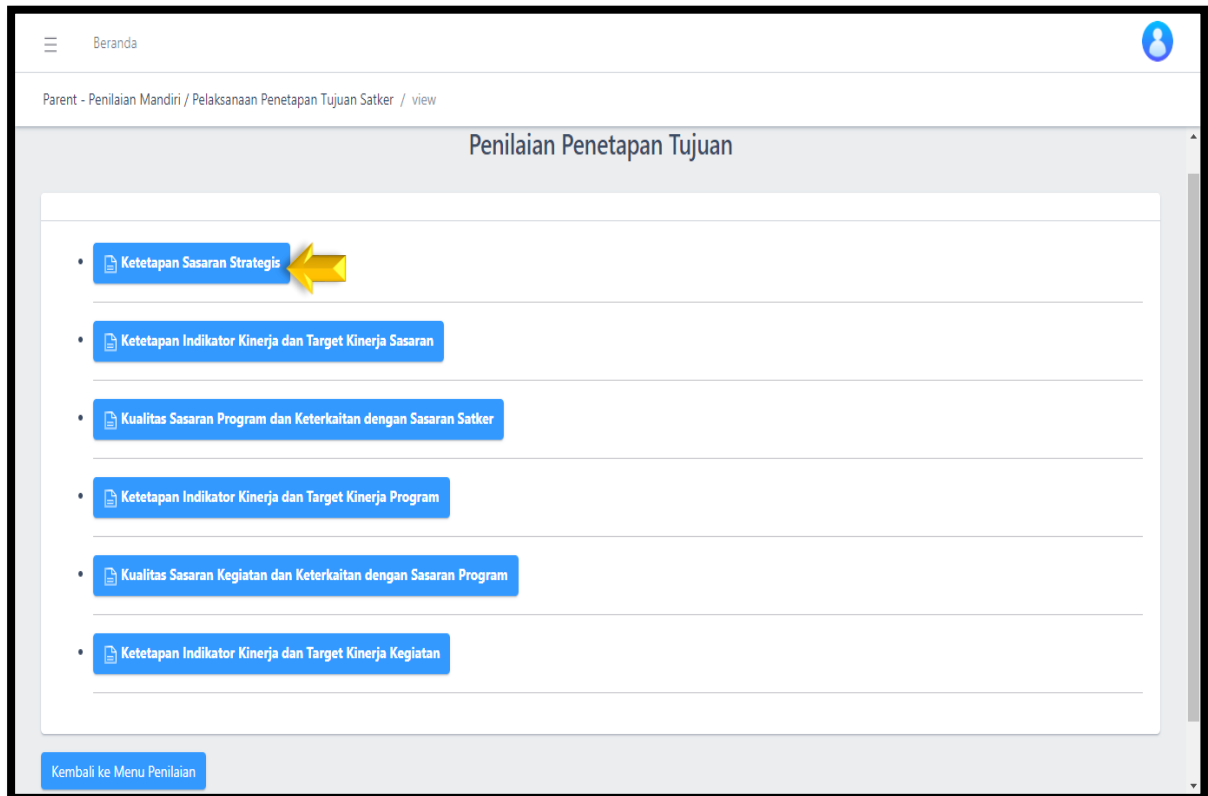 Beranda
Parent - Penilaian Mandiri / Pelaksanaan Penetapan Tujuan Satker / view
Penilaian Penetapan Tujuan
Ketetapan Sasaran Strategis
Ketetapan Indikator Kinerja dan Target Kinerja Sasaran
Kualitas Sasaran Program dan Keterkaitan dengan Sasaran Satker
Ketetapan Indikator Kinerja dan Target Kinerja Program
Kualitas Sasaran Kegiatan dan Keterkaitan dengan Sasaran Program
Ketetapan Indikator Kinerja dan Target Kinerja Kegiatan
Kembali ke Menu Penilaian